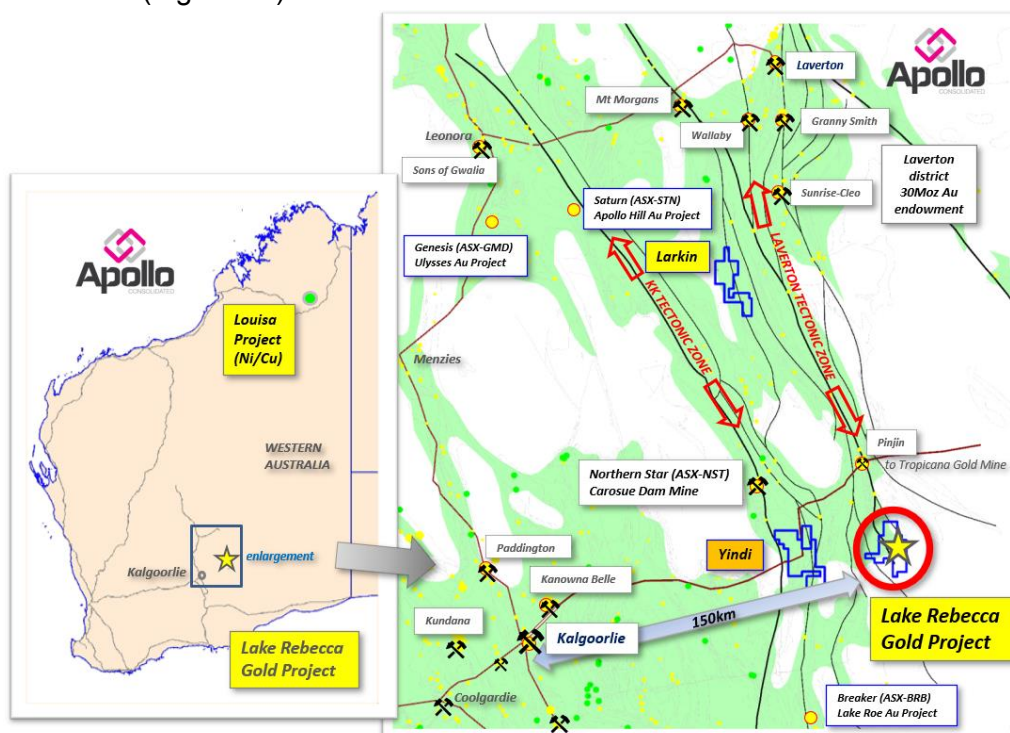 Apollo
CONSOLIDATED
Louisa
Project
(Ni/Cu)
WESTERN
AUSTRALIA
Kalgoorlie
enlargement
Lake Rebecca
Gold Project
Apollo
CONSOLIDATED
Laverton
Mt Morgans
Leonora
Wallaby
Granny Smith
Sons of Gwalia
Laverton
district
30Moz Au
endowment
Sunrise-Cleo
Saturn (ASX-STN)
Apollo Hill Au Project
Genesis (ASX-GMD)
Ulysses Au Project
Larkin
KK TECTONIC ZONE
LAVERTON TECTONIC ZONE
Menzies
Pinjin
to Tropicana Gold Mine
Northern Star (ASX-NST)
Carosue Dam Mine
Paddington
Yindi
Kanowna Belle
150km
Kundana
Kalgoorlie
Lake Rebecca
Gold Project
Coolgardie
Breaker (ASX-BRB)
Lake Roe Au Project